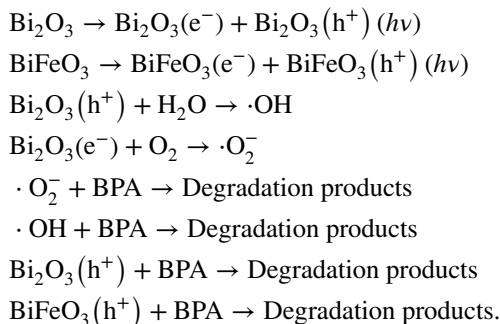 Bi₂O₃ → Bi₂O₃(e⁻) + Bi₂O₃(h⁺) (hν)
BiFeO₃ → BiFeO₃(e⁻) + BiFeO₃(h⁺) (hν)
Bi₂O₃(h⁺) + H₂O → ·OH
Bi₂O₃(e⁻) + O₂ → ·O₂⁻
· O₂⁻ + BPA → Degradation products
· OH + BPA → Degradation products
Bi₂O₃(h⁺) + BPA → Degradation products
BiFeO₃(h⁺) + BPA → Degradation products.